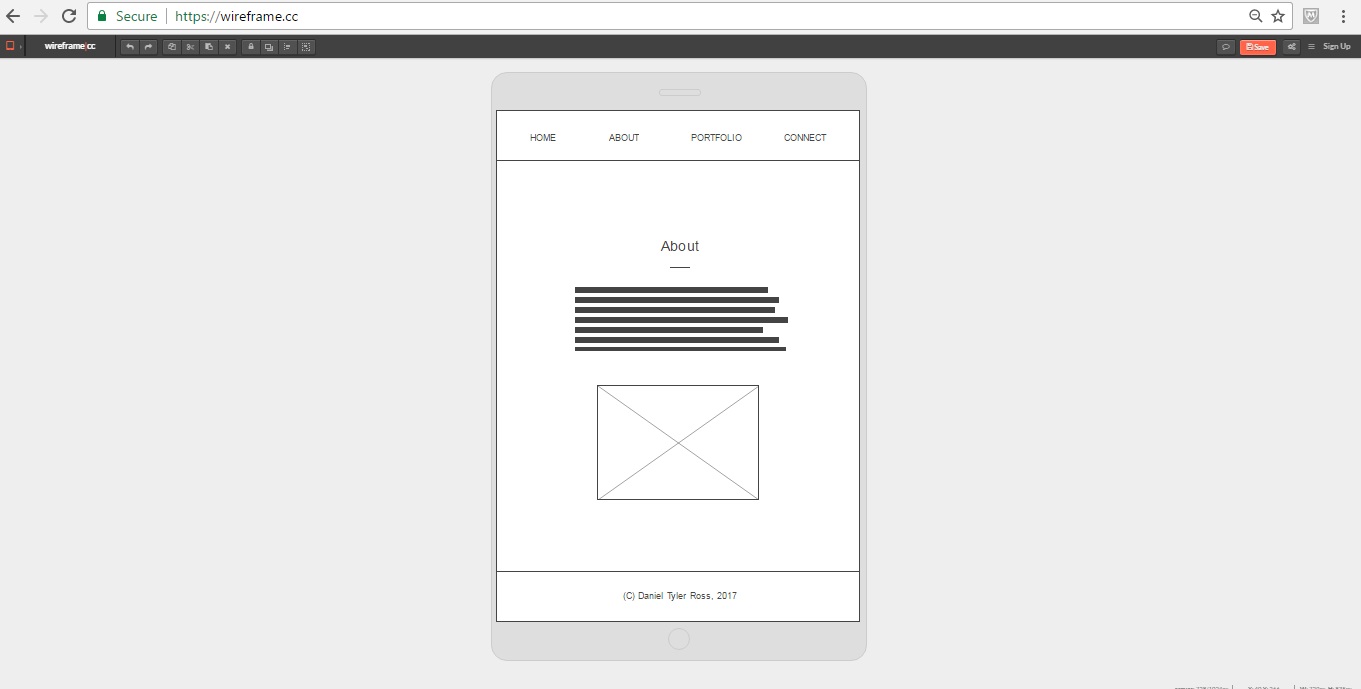 Secure https://wireframe.cc
wireframe|cc
Save
Sign Up
HOME ABOUT PORTFOLIO CONNECT
About
(C) Daniel Tyler Ross, 2017